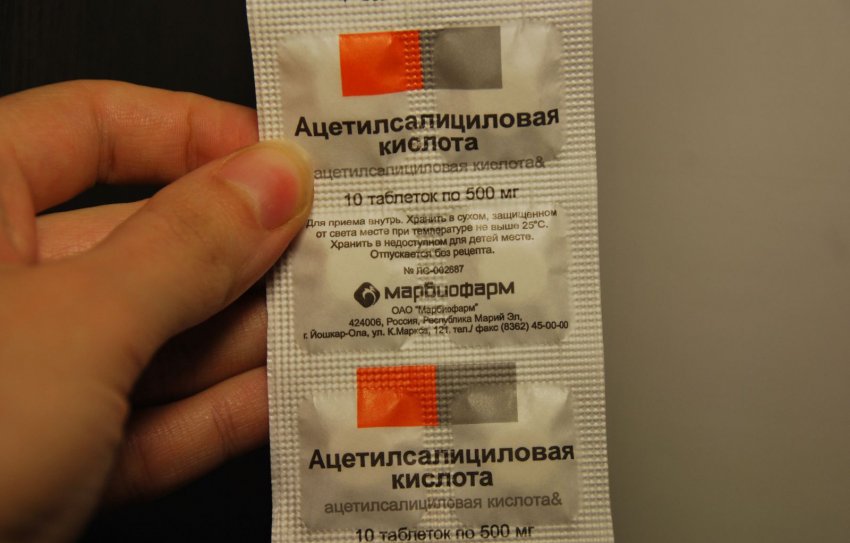 Ацетилсалициловая
кислота
ацетилсалициловая кислота&
10 таблеток по 500 мг
Для приема внутрь. Хранить в сухом, защищенном
от света месте при температуре не выше 25°С.
Хранить в недоступном для детей месте.
Отпускается без рецепта.
№ ЛС-002687
марбиофарм
ОАО "Марбиофарм"
424006, Россия, Республика Марий Эл,
г. Йошкар-Ола, ул. К.Маркса, 121, тел./ факс (8362) 45-00-00
Ацетилсалициловая
кислота
ацетилсалициловая кислота&
10 таблеток по 500 мг